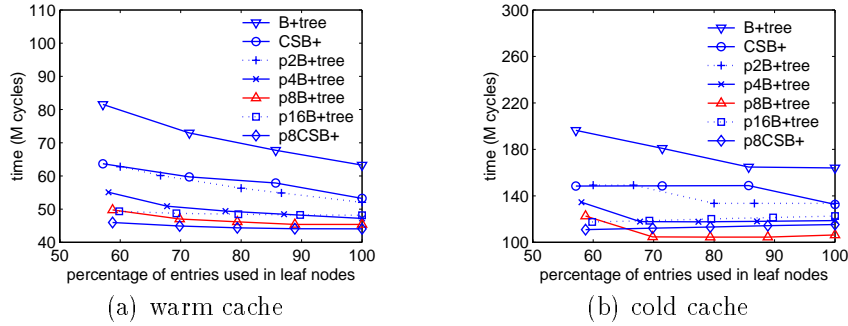 110
100
90
80
70
60
50
40
time (M cycles)
B+tree
CSB+
p2B+tree
p4B+tree
p8B+tree
p16B+tree
p8CSB+
50 60 70 80 90 100
percentage of entries used in leaf nodes
(a) warm cache
300
260
220
180
140
100
time (M cycles)
B+tree
CSB+
p2B+tree
p4B+tree
p8B+tree
p16B+tree
p8CSB+
50 60 70 80 90 100
percentage of entries used in leaf nodes
(b) cold cache